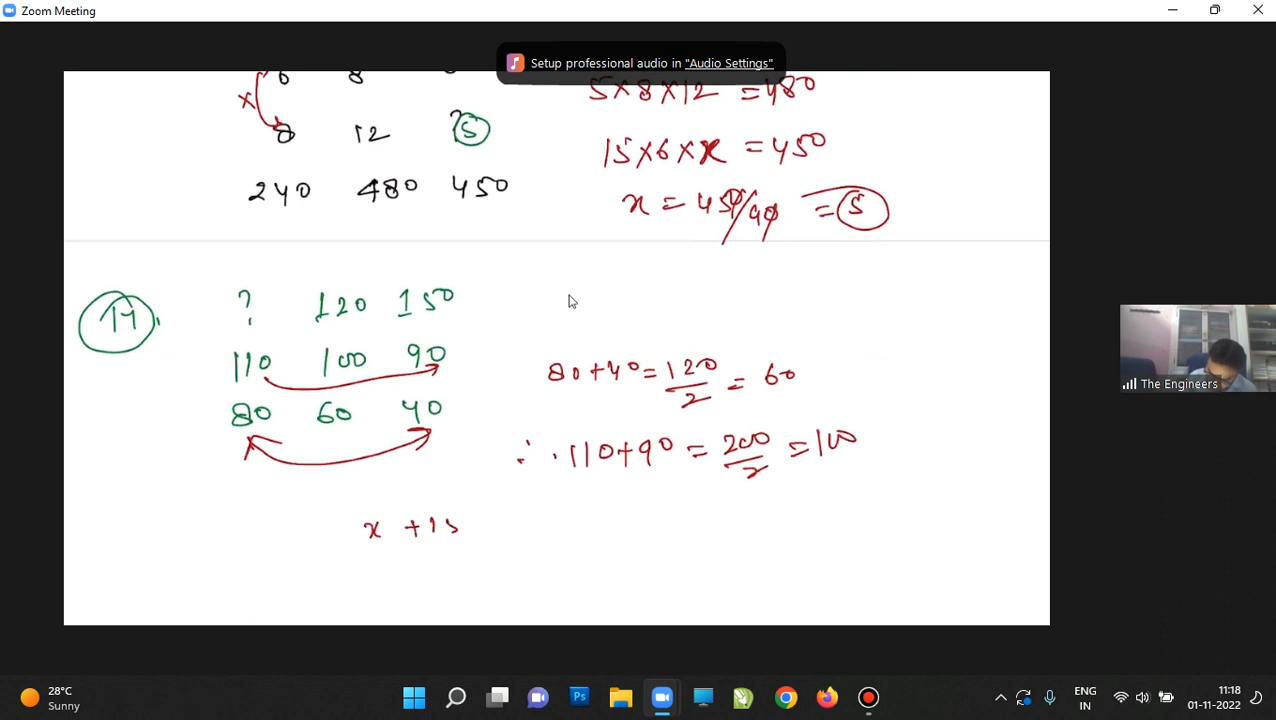 Zoom Meeting
Setup professional audio in "Audio Settings"
6 8
8 12 ? 5
240 480 450
5×8×12 =480
15×6×x =450
x = 450/90 = 5
14.
? 120 150
110 100 90
80 60 40
80+40=120/2 = 60
∴ 110+90 = 200/2 =100
x +15
The Engineers
28°C
Sunny
ENG
IN
11:18
01-11-2022